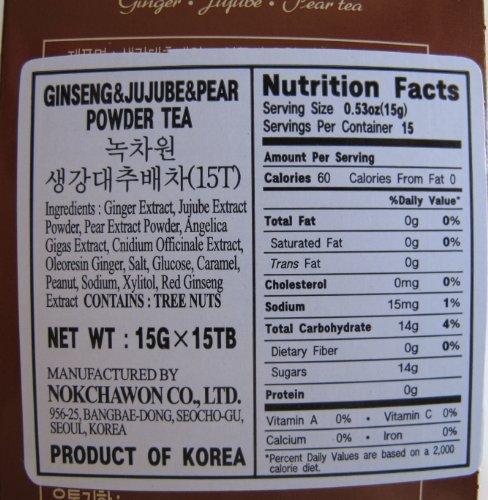 Ginger • Jujube • Pear tea
GINSENG&JUJUBE&PEAR
POWDER TEA
녹차원
생강대추배차(15T)
Ingredients : Ginger Extract, Jujube Extract
Powder, Pear Extract Powder, Angelica
Gigas Extract, Cnidium Officinale Extract,
Oleoresin Ginger, Salt, Glucose, Caramel,
Peanut, Sodium, Xylitol, Red Ginseng
Extract CONTAINS : TREE NUTS
NET WT : 15G×15TB
MANUFACTURED BY
NOKCHAWON CO., LTD.
956-25, BANGBAE-DONG, SEOCHO-GU,
SEOUL, KOREA
PRODUCT OF KOREA
Nutrition Facts
Serving Size 0.53oz(15g)
Servings Per Container 15
Amount Per Serving
Calories 60 Calories From Fat 0
%Daily Value*
Total Fat 0g 0%
Saturated Fat 0g 0%
Trans Fat 0g
Cholesterol 0mg 0%
Sodium 15mg 1%
Total Carbohydrate 14g 4%
Dietary Fiber 0g 0%
Sugars 14g
Protein 0g
Vitamin A 0% • Vitamin C 0%
Calcium 0% • Iron 0%
*Percent Daily Values are based on a 2,000
calorie diet.